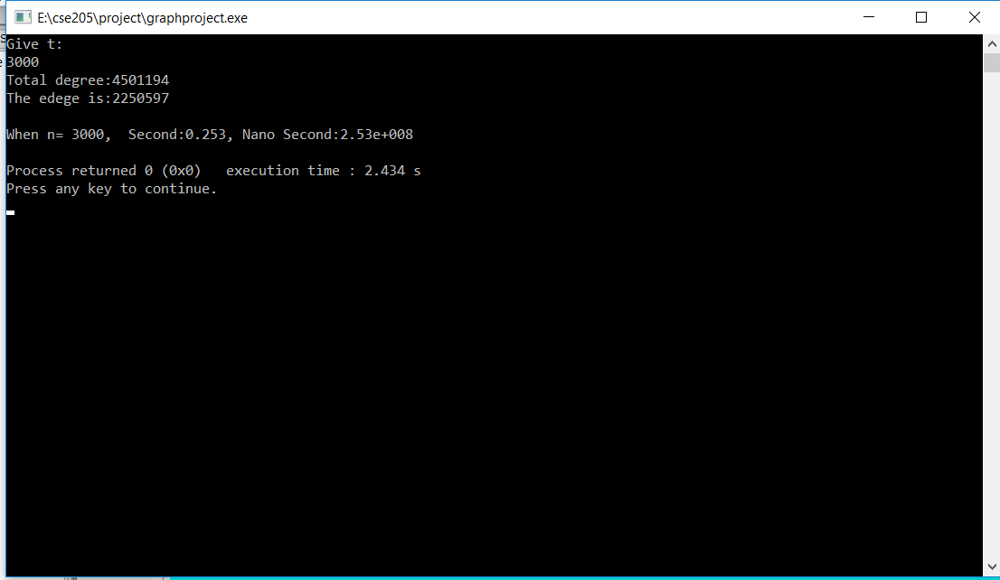 E:\cse205\project\graphproject.exe
Give t:
3000
Total degree:4501194
The edege is:2250597
When n= 3000,  Second:0.253, Nano Second:2.53e+008
Process returned 0 (0x0)   execution time : 2.434 s
Press any key to continue.